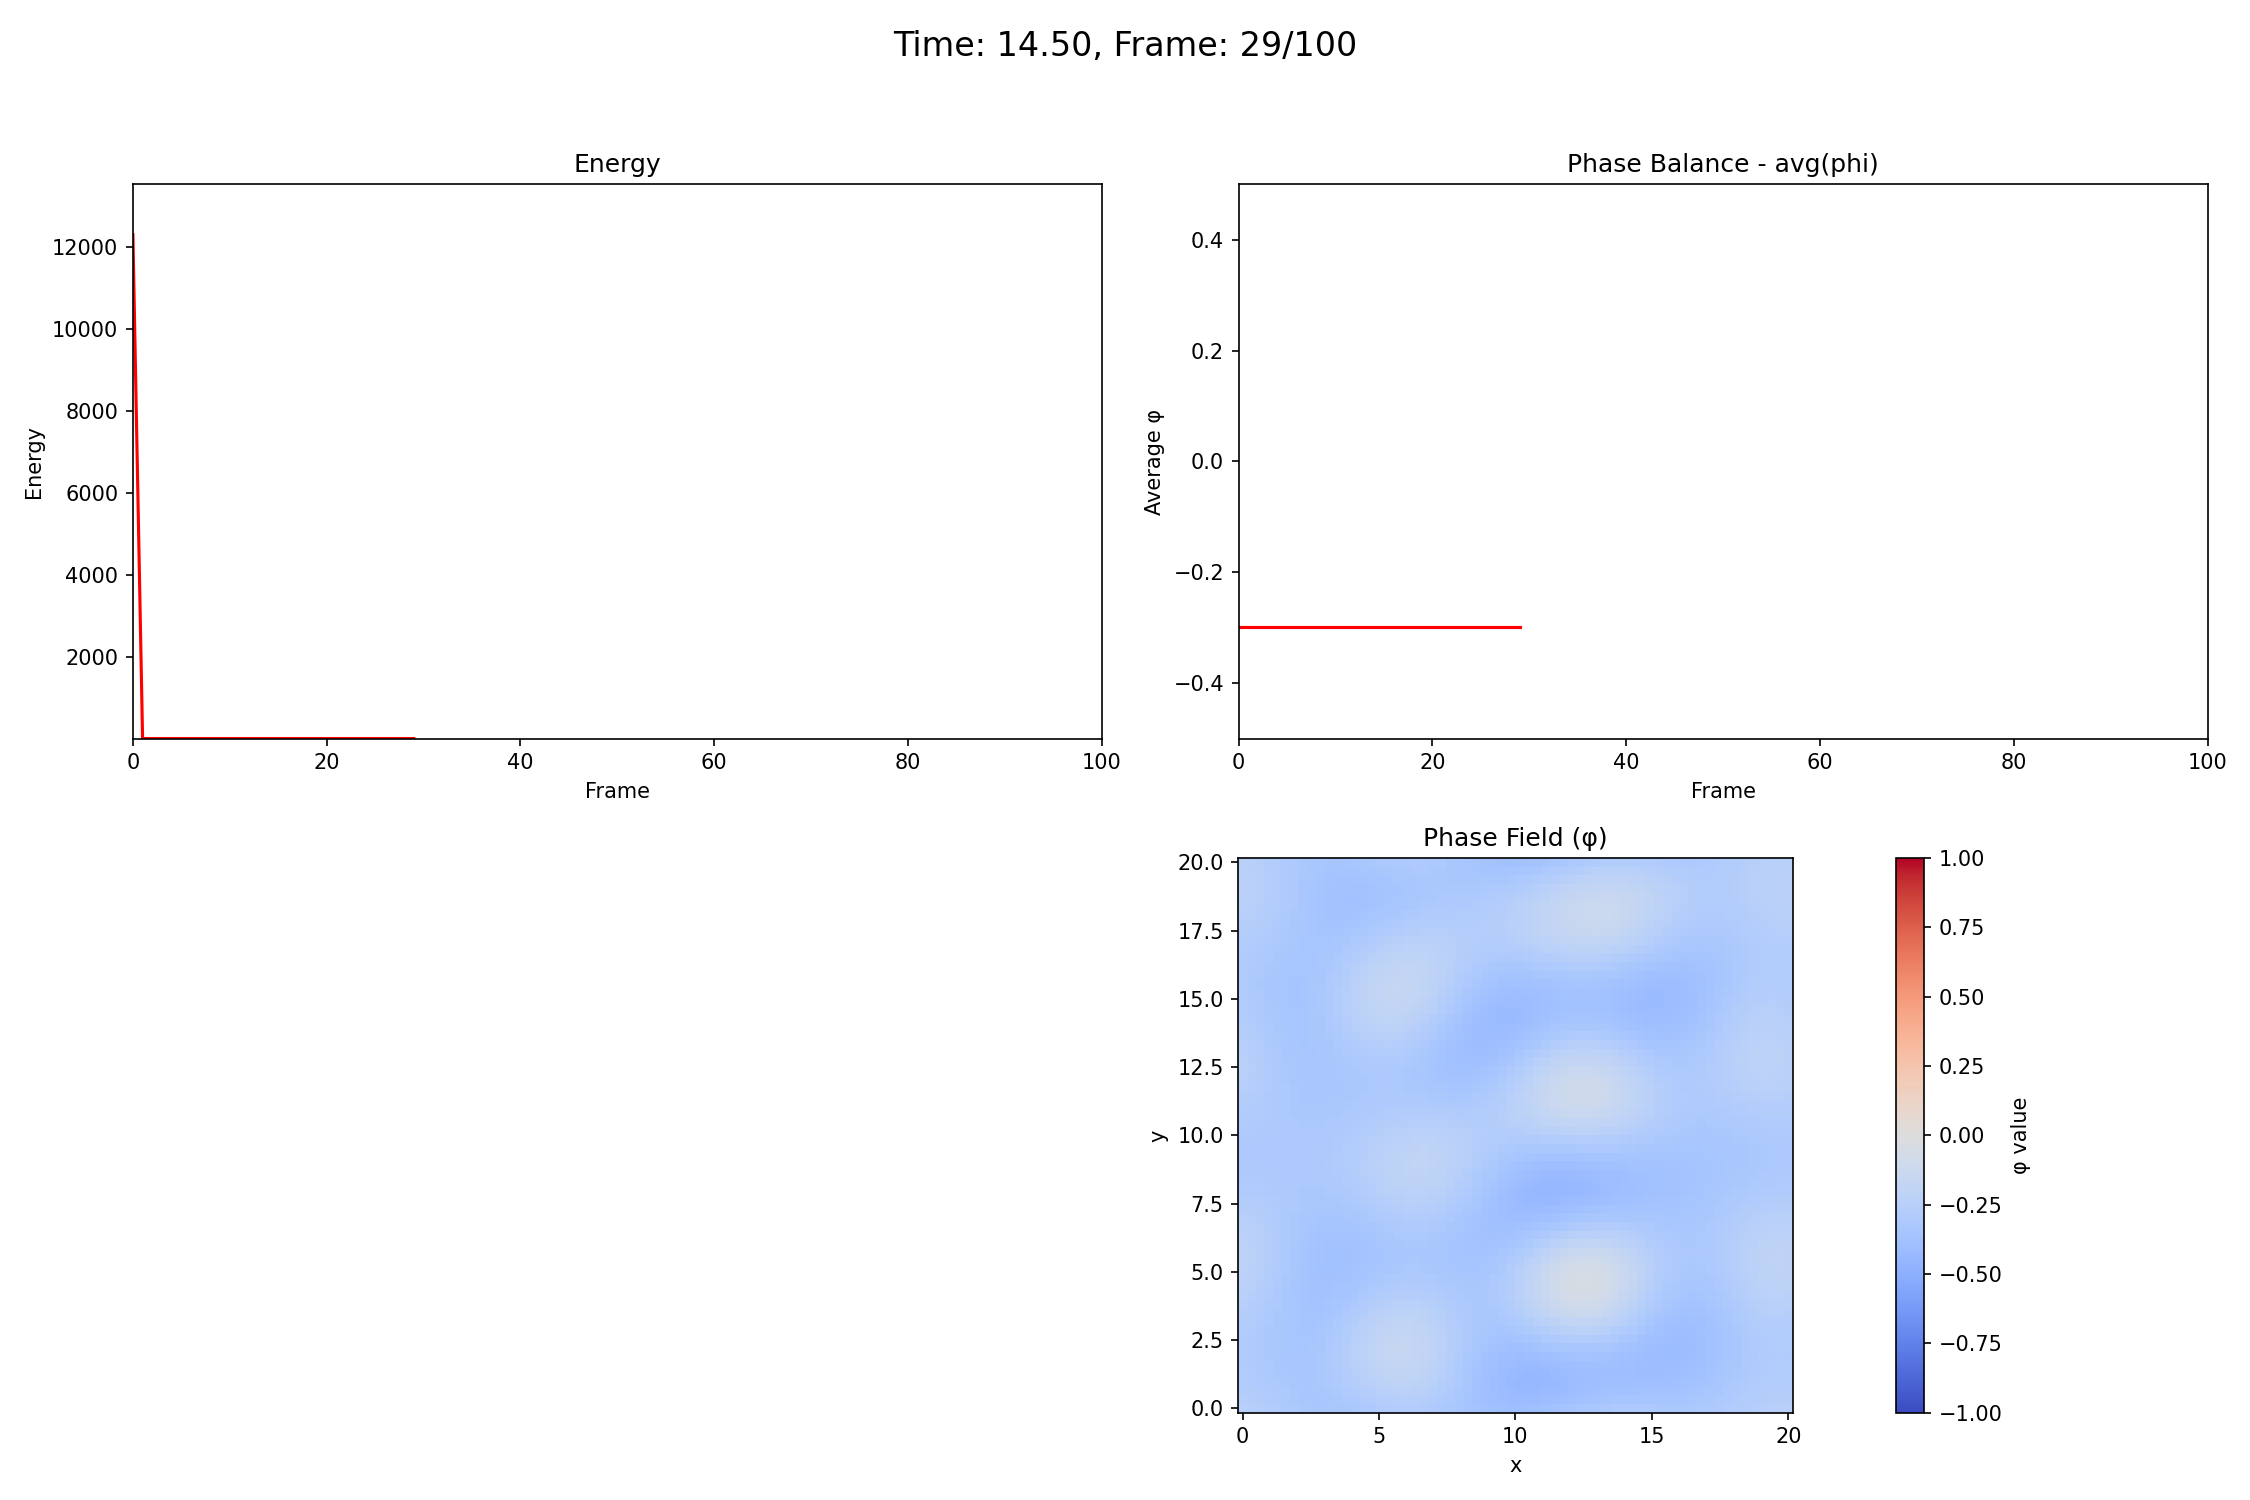 Time: 14.50, Frame: 29/100
Energy
12000
10000
8000
6000
4000
2000
Energy
0 20 40 60 80 100
Frame
Phase Balance - avg(phi)
0.4
0.2
0.0
−0.2
−0.4
Average φ
0 20 40 60 80 100
Frame
Phase Field (φ)
20.0
17.5
15.0
12.5
10.0
7.5
5.0
2.5
0.0
y
0 5 10 15 20
x
1.00
0.75
0.50
0.25
0.00
−0.25
−0.50
−0.75
−1.00
φ value